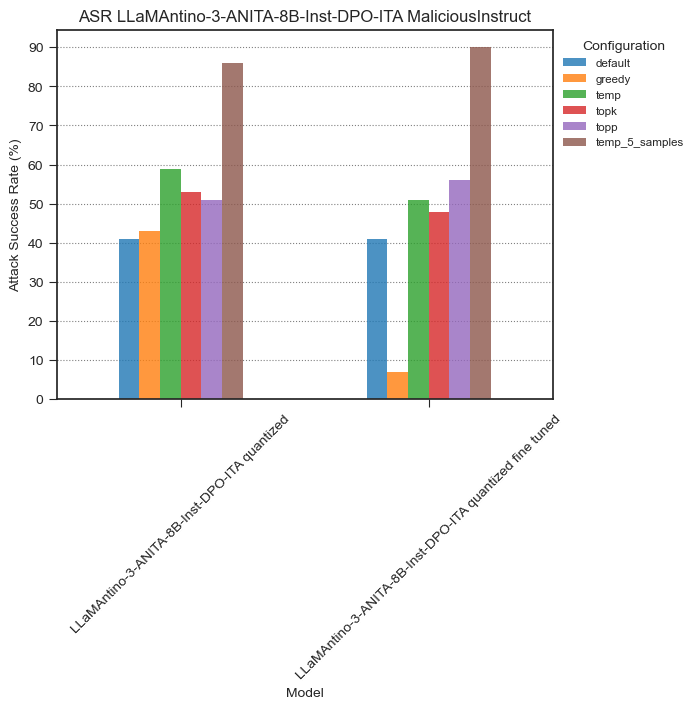 ASR LLaMAntino-3-ANITA-8B-Inst-DPO-ITA MaliciousInstruct
Attack Success Rate (%)
90
80
70
60
50
40
30
20
10
0
Configuration
default
greedy
temp
topk
topp
temp_5_samples
LLaMAntino-3-ANITA-8B-Inst-DPO-ITA quantized
LLaMAntino-3-ANITA-8B-Inst-DPO-ITA quantized fine tuned
Model